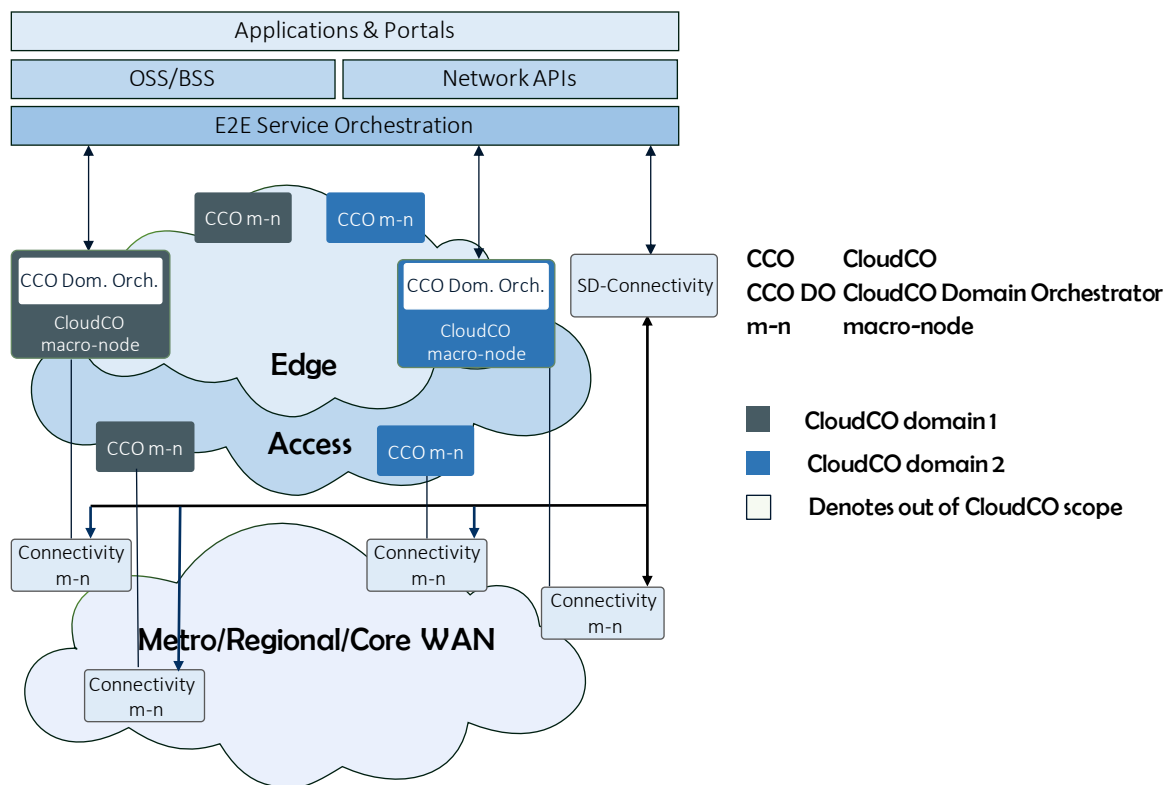 Applications & Portals
OSS/BSS
Network APIs
E2E Service Orchestration
CCO m-n
CCO m-n
CCO Dom. Orch.
CloudCO
macro-node
CCO Dom. Orch.
CloudCO
macro-node
SD-Connectivity
Edge
Access
CCO m-n
CCO m-n
Connectivity
m-n
Connectivity
m-n
Connectivity
m-n
Metro/Regional/Core WAN
Connectivity
m-n
CCO CloudCO
CCO DO CloudCO Domain Orchestrator
m-n macro-node
CloudCO domain 1
CloudCO domain 2
Denotes out of CloudCO scope